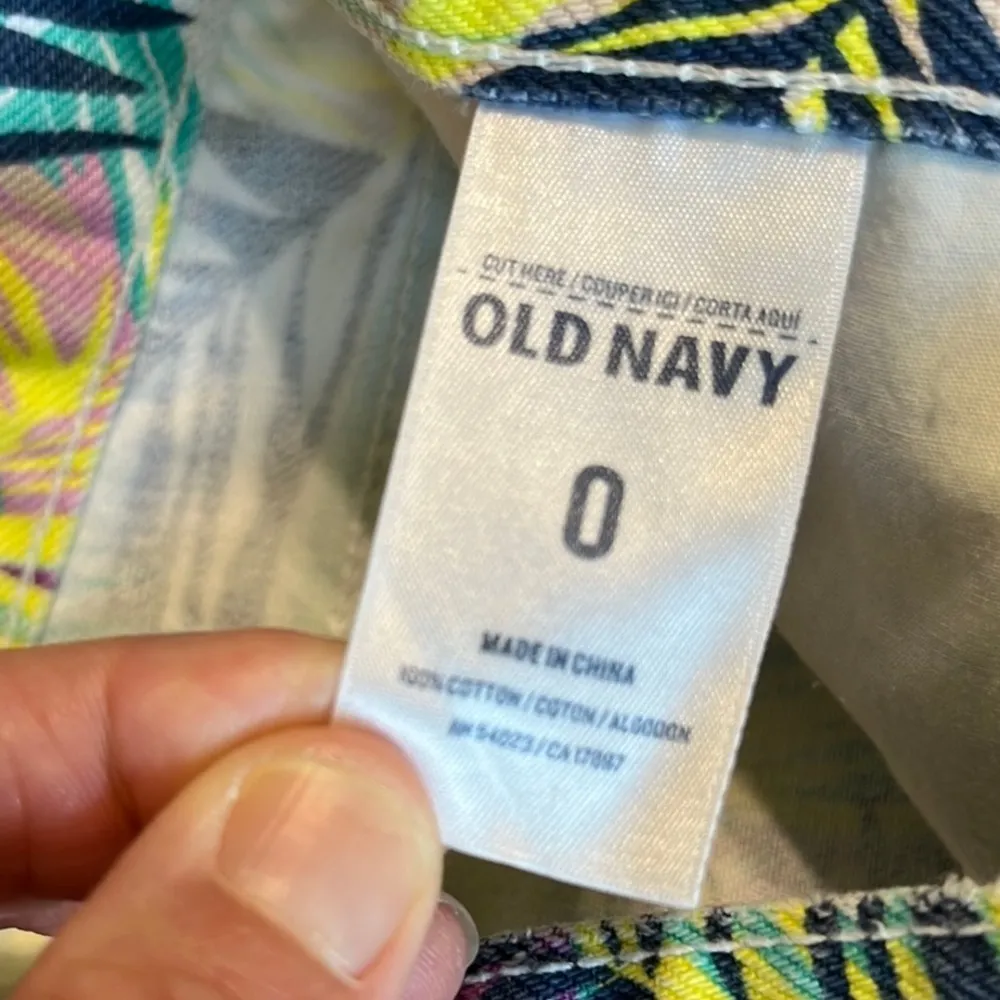 CUT HERE / COUPER ICI / CORTA AQUÍ
OLD NAVY
0
MADE IN CHINA
100% COTTON / COTON / ALGODON
RN 54023 / CA 17897